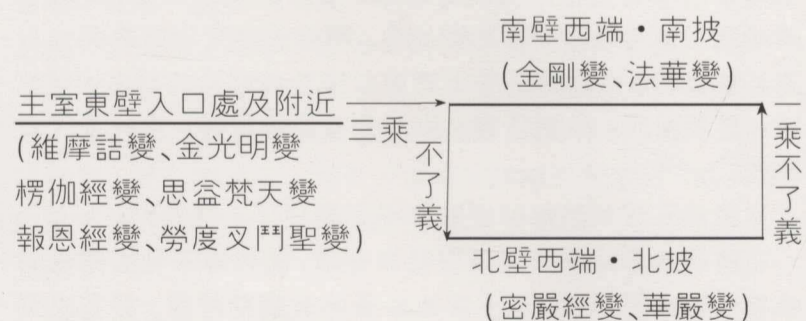 南壁西端•南披
(金剛變、法華變)
主室東壁入口處及附近
三乘
(維摩詰變、金光明變
楞伽經變、思益梵天變
報恩經變、勞度叉鬥聖變)
不了義
一乘不了義
北壁西端•北披
(密嚴經變、華嚴變)